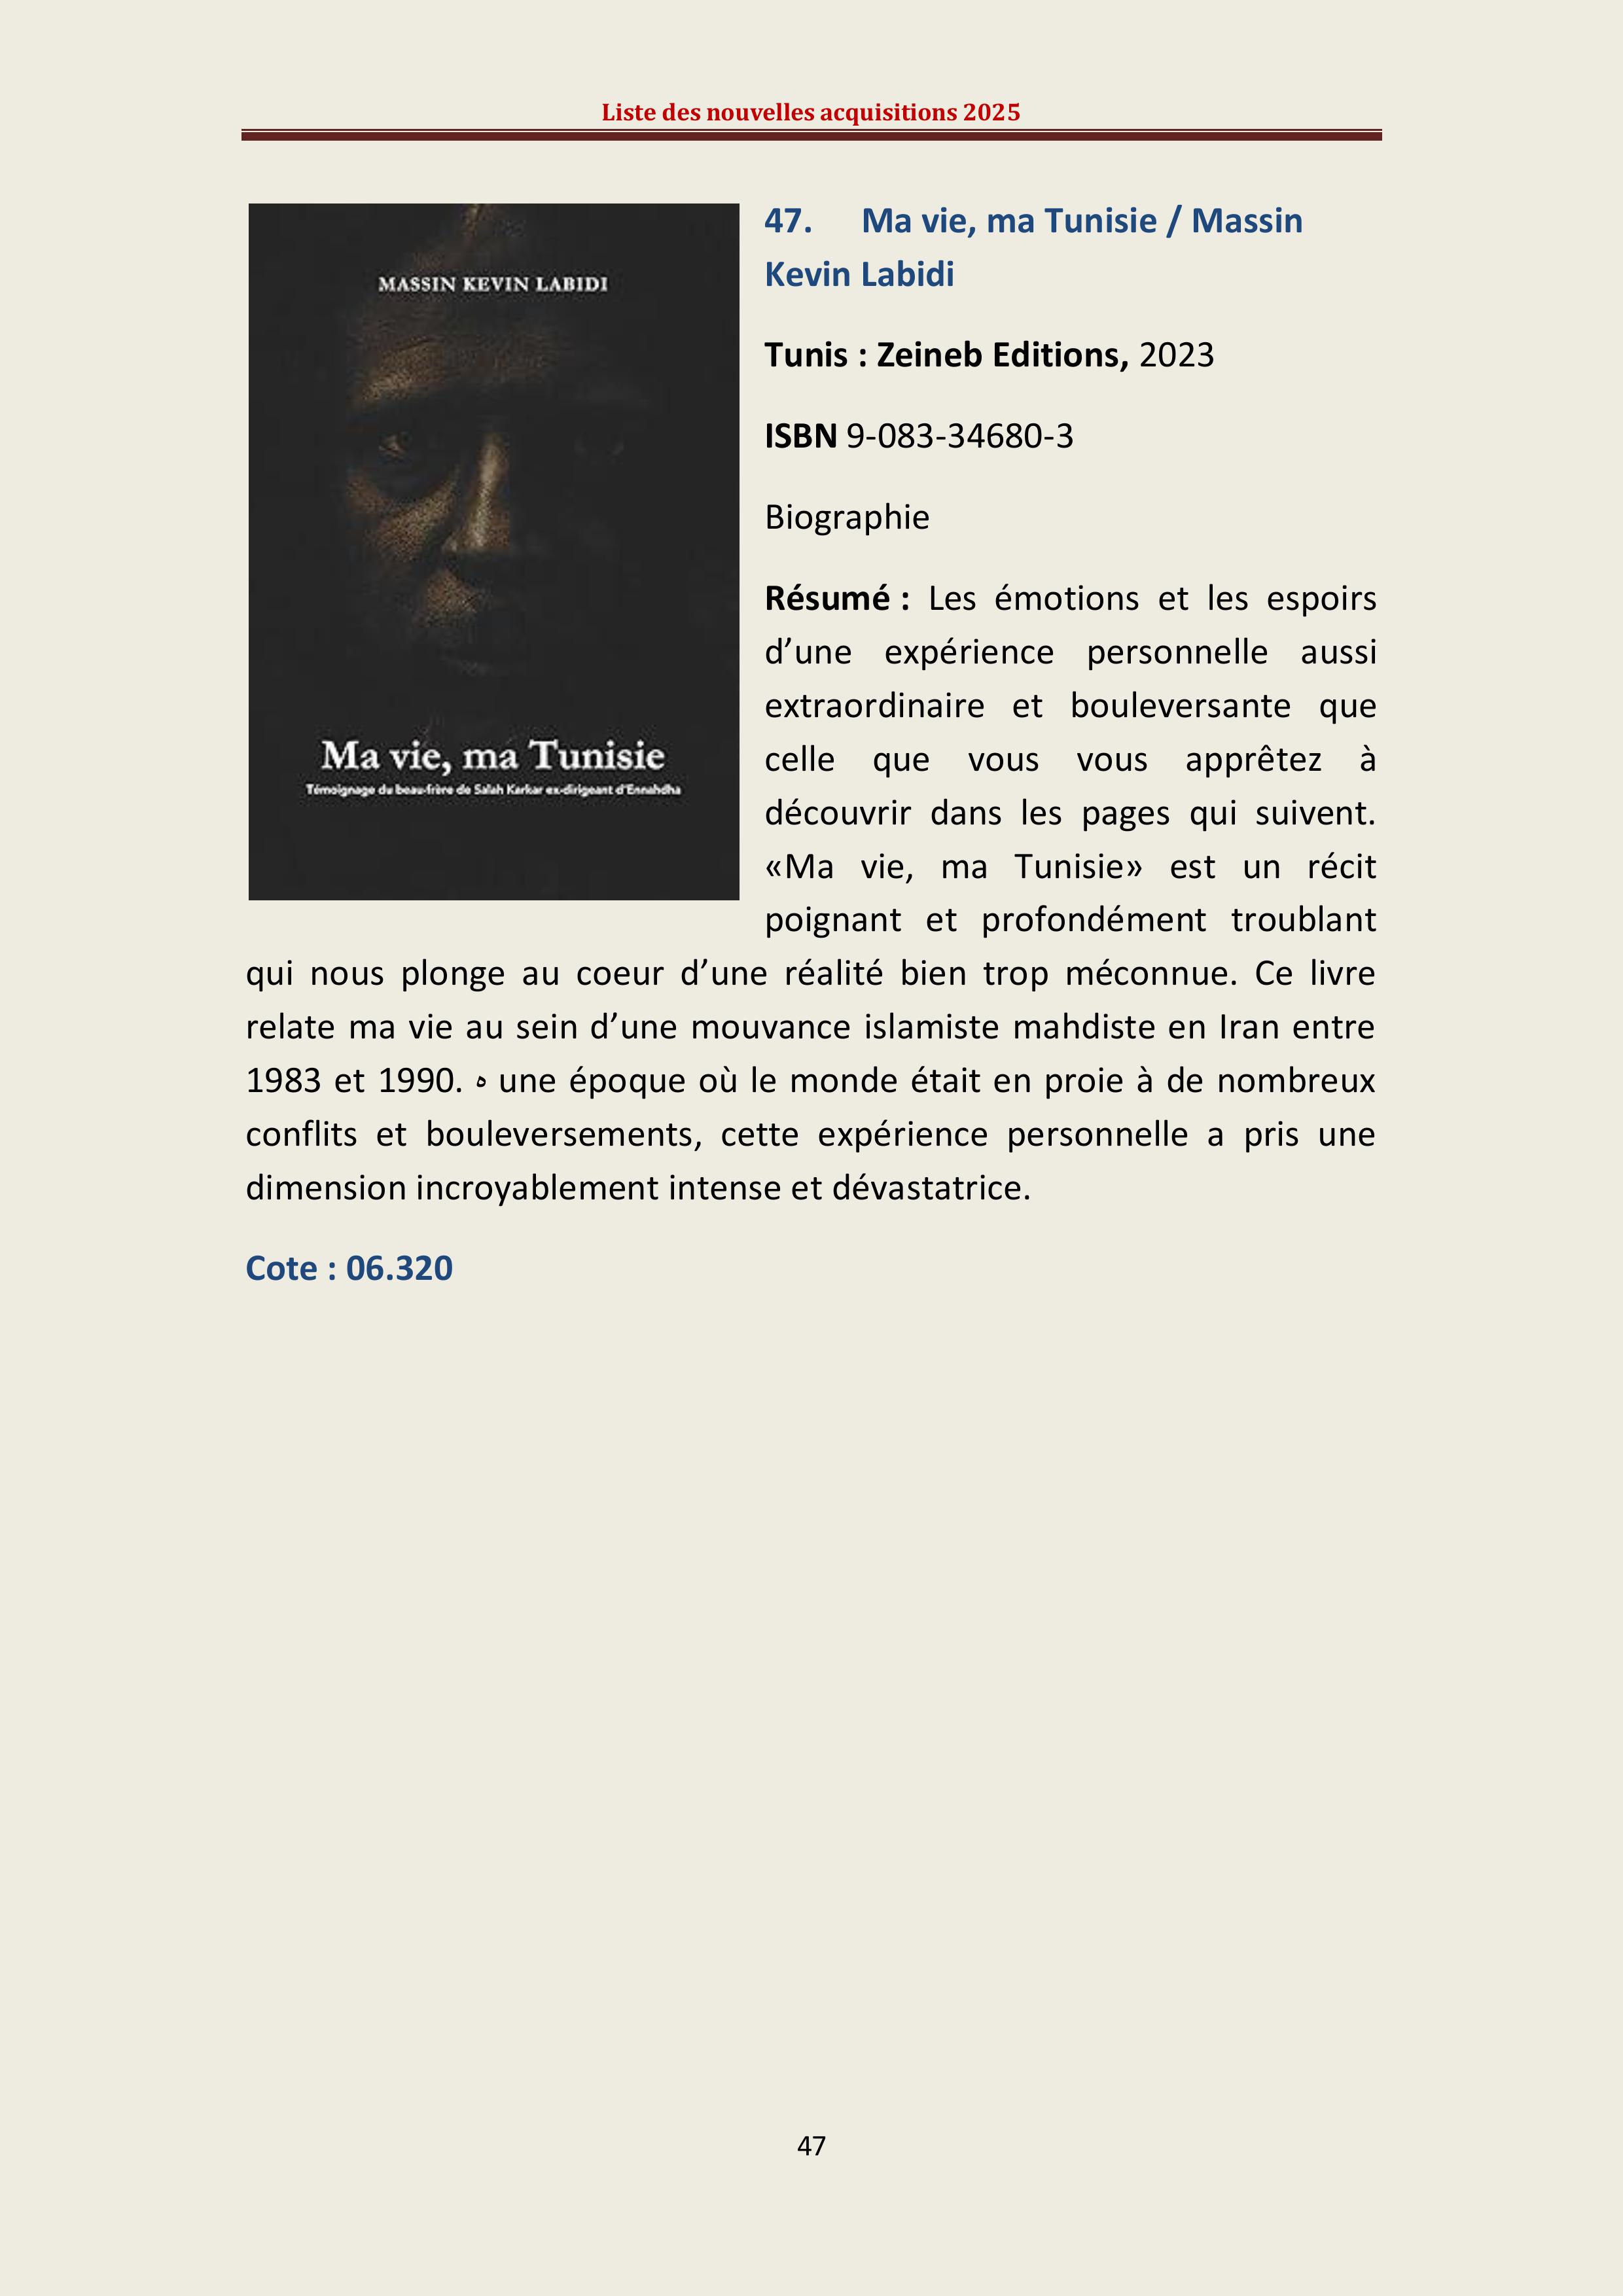 Liste des nouvelles acquisitions 2025
MASSIN KEVIN LABIDI
Ma vie, ma Tunisie
Témoignage du beau-frère de Salah Karkar ex-dirigeant d'Ennahdha
47. Ma vie, ma Tunisie / Massin
Kevin Labidi
Tunis : Zeineb Editions, 2023
ISBN 9-083-34680-3
Biographie
Résumé : Les émotions et les espoirs
d’une expérience personnelle aussi
extraordinaire et bouleversante que
celle que vous vous apprêtez à
découvrir dans les pages qui suivent.
«Ma vie, ma Tunisie» est un récit
poignant et profondément troublant
qui nous plonge au coeur d’une réalité bien trop méconnue. Ce livre
relate ma vie au sein d’une mouvance islamiste mahdiste en Iran entre
1983 et 1990. ه une époque où le monde était en proie à de nombreux
conflits et bouleversements, cette expérience personnelle a pris une
dimension incroyablement intense et dévastatrice.
Cote : 06.320
47